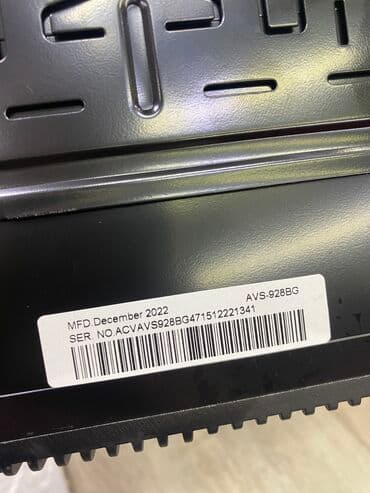 MFD.December 2022 AVS-928BG
SER. NO.ACVAVS928BG471512221341